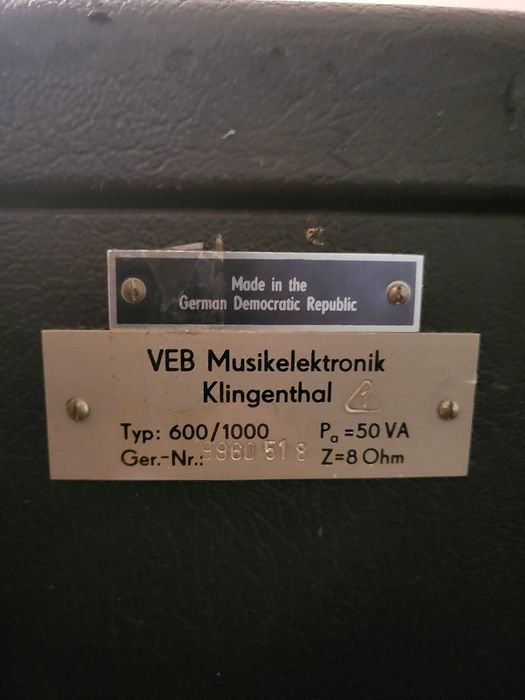 Made in the
German Democratic Republic
VEB Musikelektronik
Klingenthal 1
Typ: 600/1000 Pa =50 VA
Ger.-Nr.: Z=8 Ohm